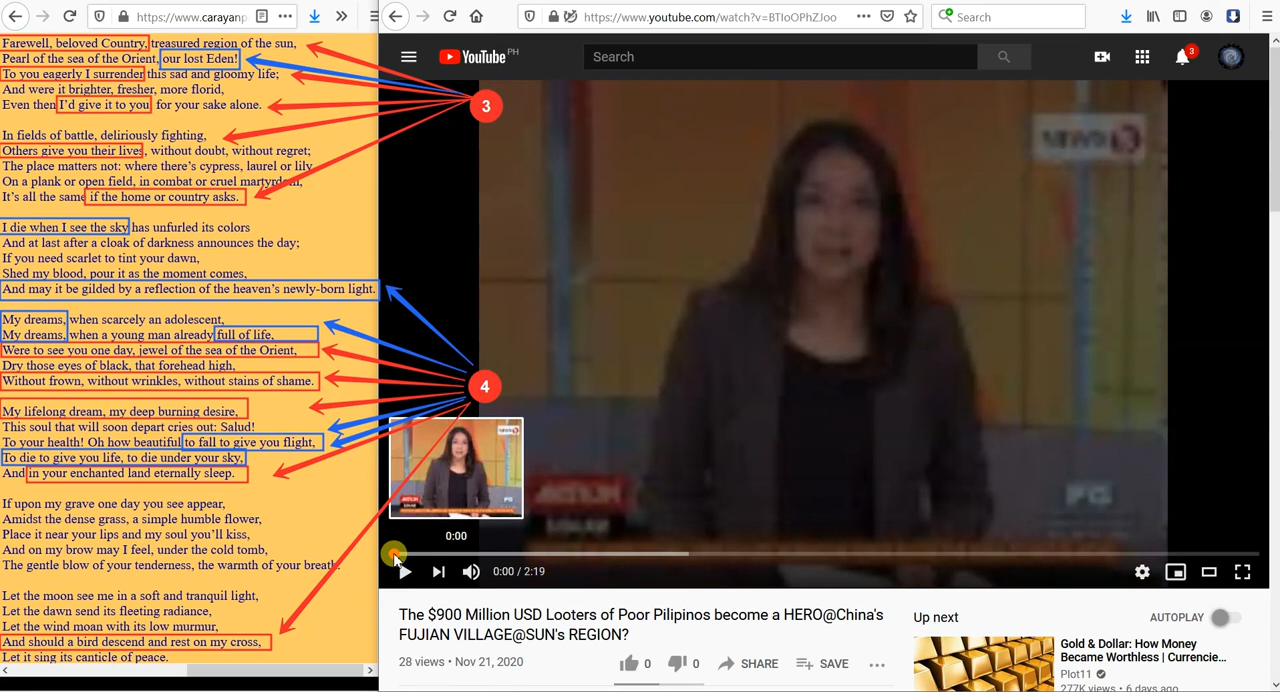 https://www.carayanp
Farewell, beloved Country, treasured region of the sun,
Pearl of the sea of the Orient, our lost Eden!
To you eagerly I surrender this sad and gloomy life;
And were it brighter, fresher, more florid,
Even then I'd give it to you for your sake alone.
In fields of battle, deliriously fighting,
Others give you their lives, without doubt, without regret;
The place matters not: where there's cypress, laurel or lily
On a plank or open field, in combat or cruel martyrdom,
It's all the same if the home or country asks.
I die when I see the sky has unfurled its colors
And at last after a cloak of darkness announces the day;
If you need scarlet to tint your dawn,
Shed my blood, pour it as the moment comes,
And may it be gilded by a reflection of the heaven's newly-born light.
My dreams, when scarcely an adolescent,
My dreams, when a young man already full of life,
Were to see you one day, jewel of the sea of the Orient,
Dry those eyes of black, that forehead high,
Without frown, without wrinkles, without stains of shame.
My lifelong dream, my deep burning desire,
This soul that will soon depart cries out: Salud!
To your health! Oh how beautiful to fall to give you flight,
To die to give you life, to die under your sky,
And in your enchanted land eternally sleep.
If upon my grave one day you see appear,
Amidst the dense grass, a simple humble flower,
Place it near your lips and my soul you'll kiss,
And on my brow may I feel, under the cold tomb,
The gentle blow of your tenderness, the warmth of your breath.
Let the moon see me in a soft and tranquil light,
Let the dawn send its fleeting radiance,
Let the wind moan with its low murmur,
And should a bird descend and rest on my cross,
Let it sing its canticle of peace.
3
4
https://www.youtube.com/watch?v=BTIoOPhZJoo
Search
YouTube PH
Search
3
0:00
0:00 / 2:19
The $900 Million USD Looters of Poor Pilipinos become a HERO@China's
FUJIAN VILLAGE@SUN's REGION?
28 views • Nov 21, 2020
0
0
SHARE
SAVE
Up next
AUTOPLAY
Gold & Dollar: How Money
Became Worthless | Currencie...
Plot11
277K views • 6 days ago